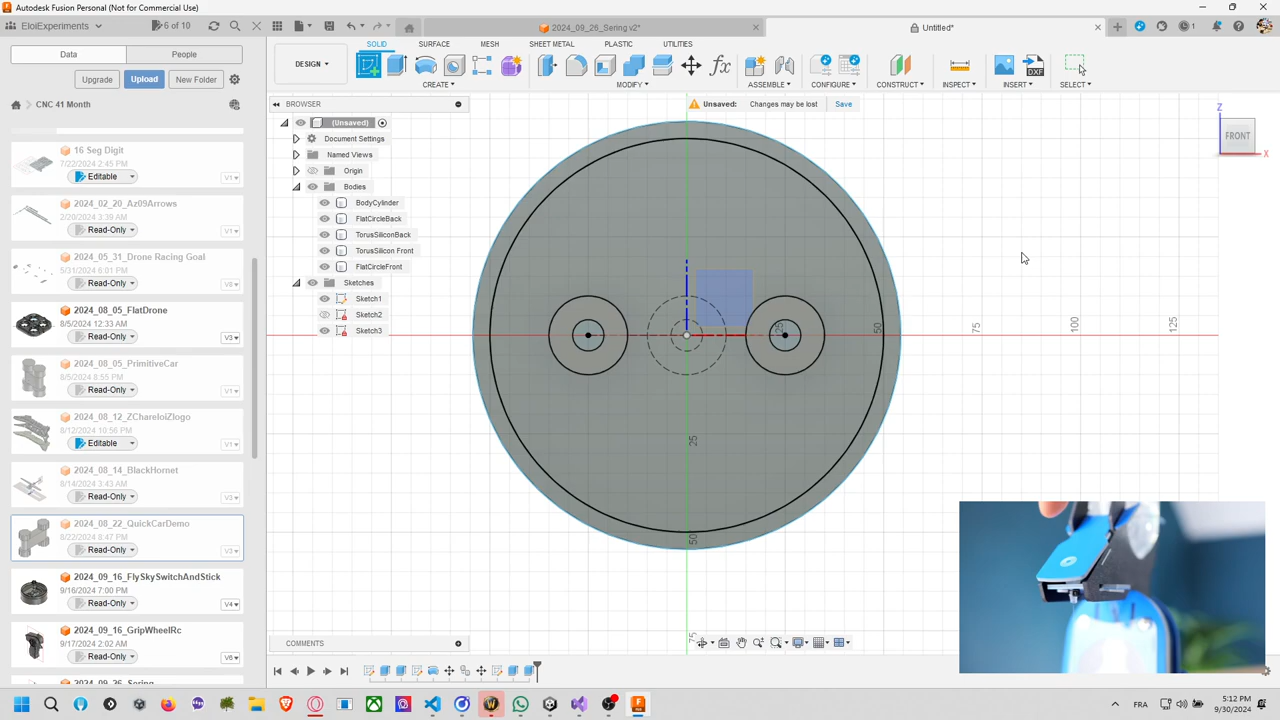 Autodesk Fusion Personal (Not for Commercial Use)
EloiExperiments
6 of 10
2024_09_26_Sering v2*
Untitled*
1
Data
People
DESIGN
SOLID
SURFACE
MESH
SHEET METAL
PLASTIC
UTILITIES
Upgrade
Upload
New Folder
CREATE
MODIFY
ASSEMBLE
CONFIGURE
CONSTRUCT
INSPECT
INSERT
SELECT
DXF
CNC 41 Month
BROWSER
Unsaved: Changes may be lost Save
(Unsaved)
Document Settings
Named Views
Origin
Bodies
BodyCylinder
FlatCircleBack
TorusSiliconBack
TorusSilicon Front
FlatCircleFront
Sketches
Sketch1
Sketch2
Sketch3
16 Seg Digit
7/22/2024 2:45 PM
Editable
V1
2024_02_20_Az09Arrows
2/20/2024 3:39 AM
Read-Only
V1
2024_05_31_Drone Racing Goal
5/31/2024 6:01 PM
Read-Only
2024_08_05_FlatDrone
8/5/2024 12:33 AM
Read-Only
2024_08_05_PrimitiveCar
8/5/2024 8:55 PM
Read-Only
V1
2024_08_12_ZChareloiZlogo
8/12/2024 10:56 PM
Editable
V1
2024_08_14_BlackHornet
8/14/2024 3:43 AM
Read-Only
V3
2024_08_22_QuickCarDemo
8/22/2024 8:47 PM
Read-Only
V3
2024_09_16_FlySkySwitchAndStick
9/16/2024 7:00 PM
Read-Only
V4
2024_09_16_GripWheelRc
9/17/2024 2:02 AM
Read-Only
V6
Z
FRONT
X
25
50
75
100
125
25
50
75
COMMENTS
FRA
5:12 PM
9/30/2024